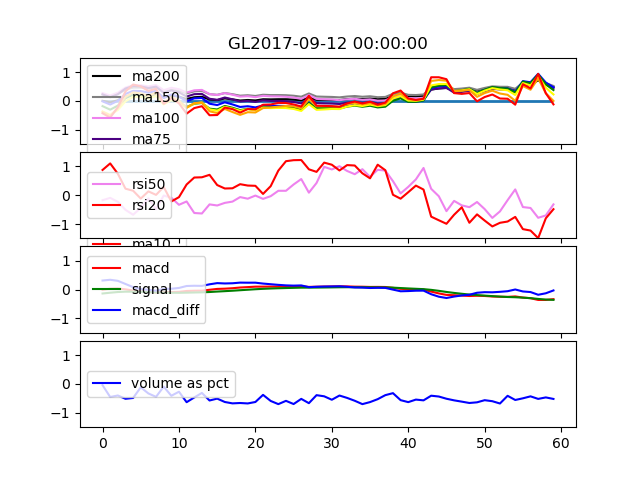 GL2017-09-12 00:00:00
1
0
−1
ma200
ma150
ma100
ma75
1
0
−1
rsi50
rsi20
ma10
1
0
−1
macd
signal
macd_diff
1
0
−1
volume as pct
0 10 20 30 40 50 60